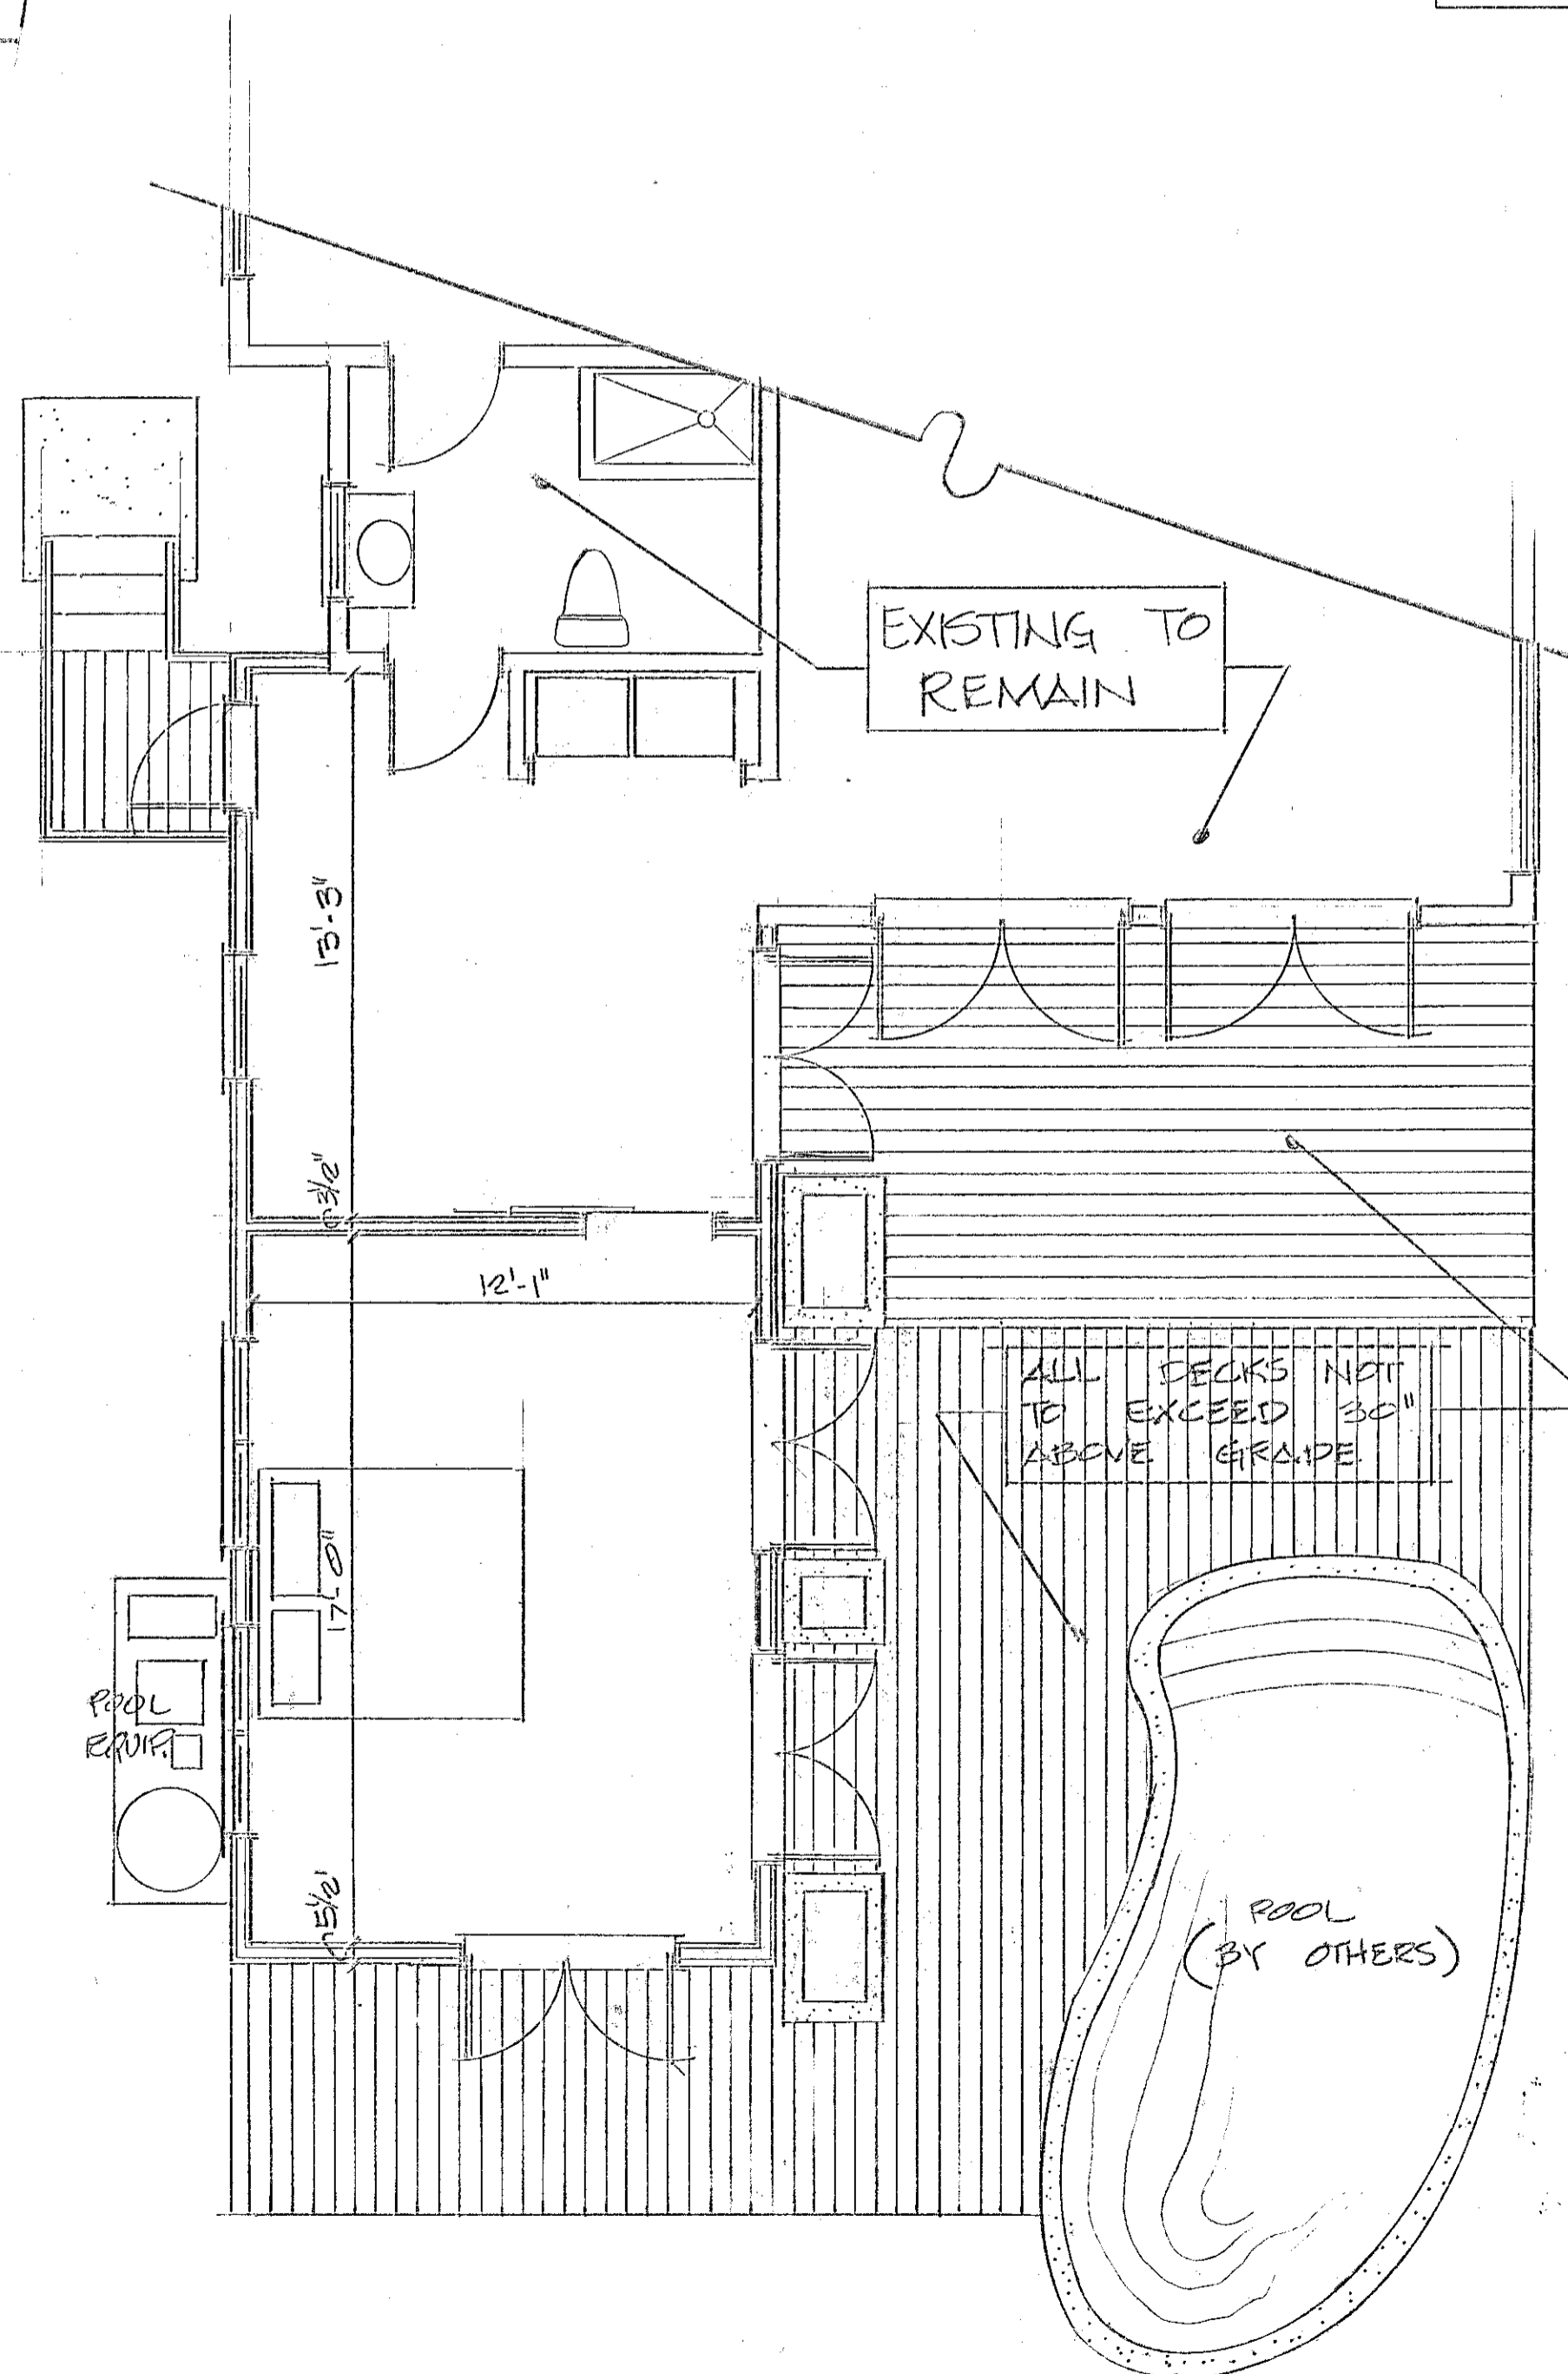 EXISTING TO
REMAIN
13'-3"
3½"
12'-1"
ALL DECKS NOT
TO EXCEED 30"
ABOVE GRADE
17'-0"
POOL
EQUIP.
5½"
POOL
(BY OTHERS)